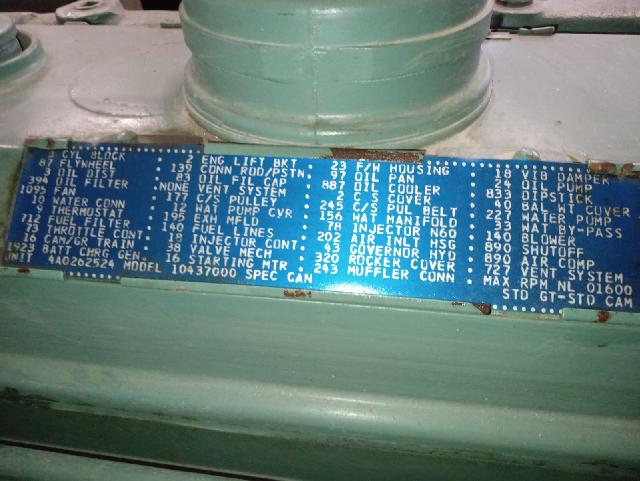 CYL BLOCK
87 FLYWHEEL
3 OIL DIST
394 OIL FILTER
1095 FAN
10 WATER CONN
1 THERMOSTAT
712 FUEL FILTER
73 THROTTLE CONT
16 CAM/GR TRAIN
1923 BATT CHRG GEN
2 ENG LIFT BKT
139 CONN ROD/PSTN
83 OIL FIL CAP
NONE VENT SYSTEM
177 C/S PULLEY
12 WAT PUMP CVR
195 EXH MFLD
140 FUEL LINES
18 INJECTOR CONT
38 VALVE MECH
16 STARTING MTR
23 F/W HOUSING
97 OIL PAN
887 OIL COOLER
2 C/S COVER
245 C/S PUL BELT
156 WAT MANIFOLD
78 INJECTOR N60
202 AIR INLT HSG
GOVERNOR HYD
320 ROCKER COVER
243 MUFFLER CONN
18 VIB DAMPER
24 OIL PUMP
833 DIPSTICK
40 BAL WT COVER
227 WATER PUMP
33 WAT BY-PASS
140 BLOWER
890 SHUTOFF
890 AIR COMP
727 VENT SYSTEM
UNIT 4A0262524 MODEL 10437000 SPEC CAN
MAX RPM NL 01600
STD GT-STD CAM